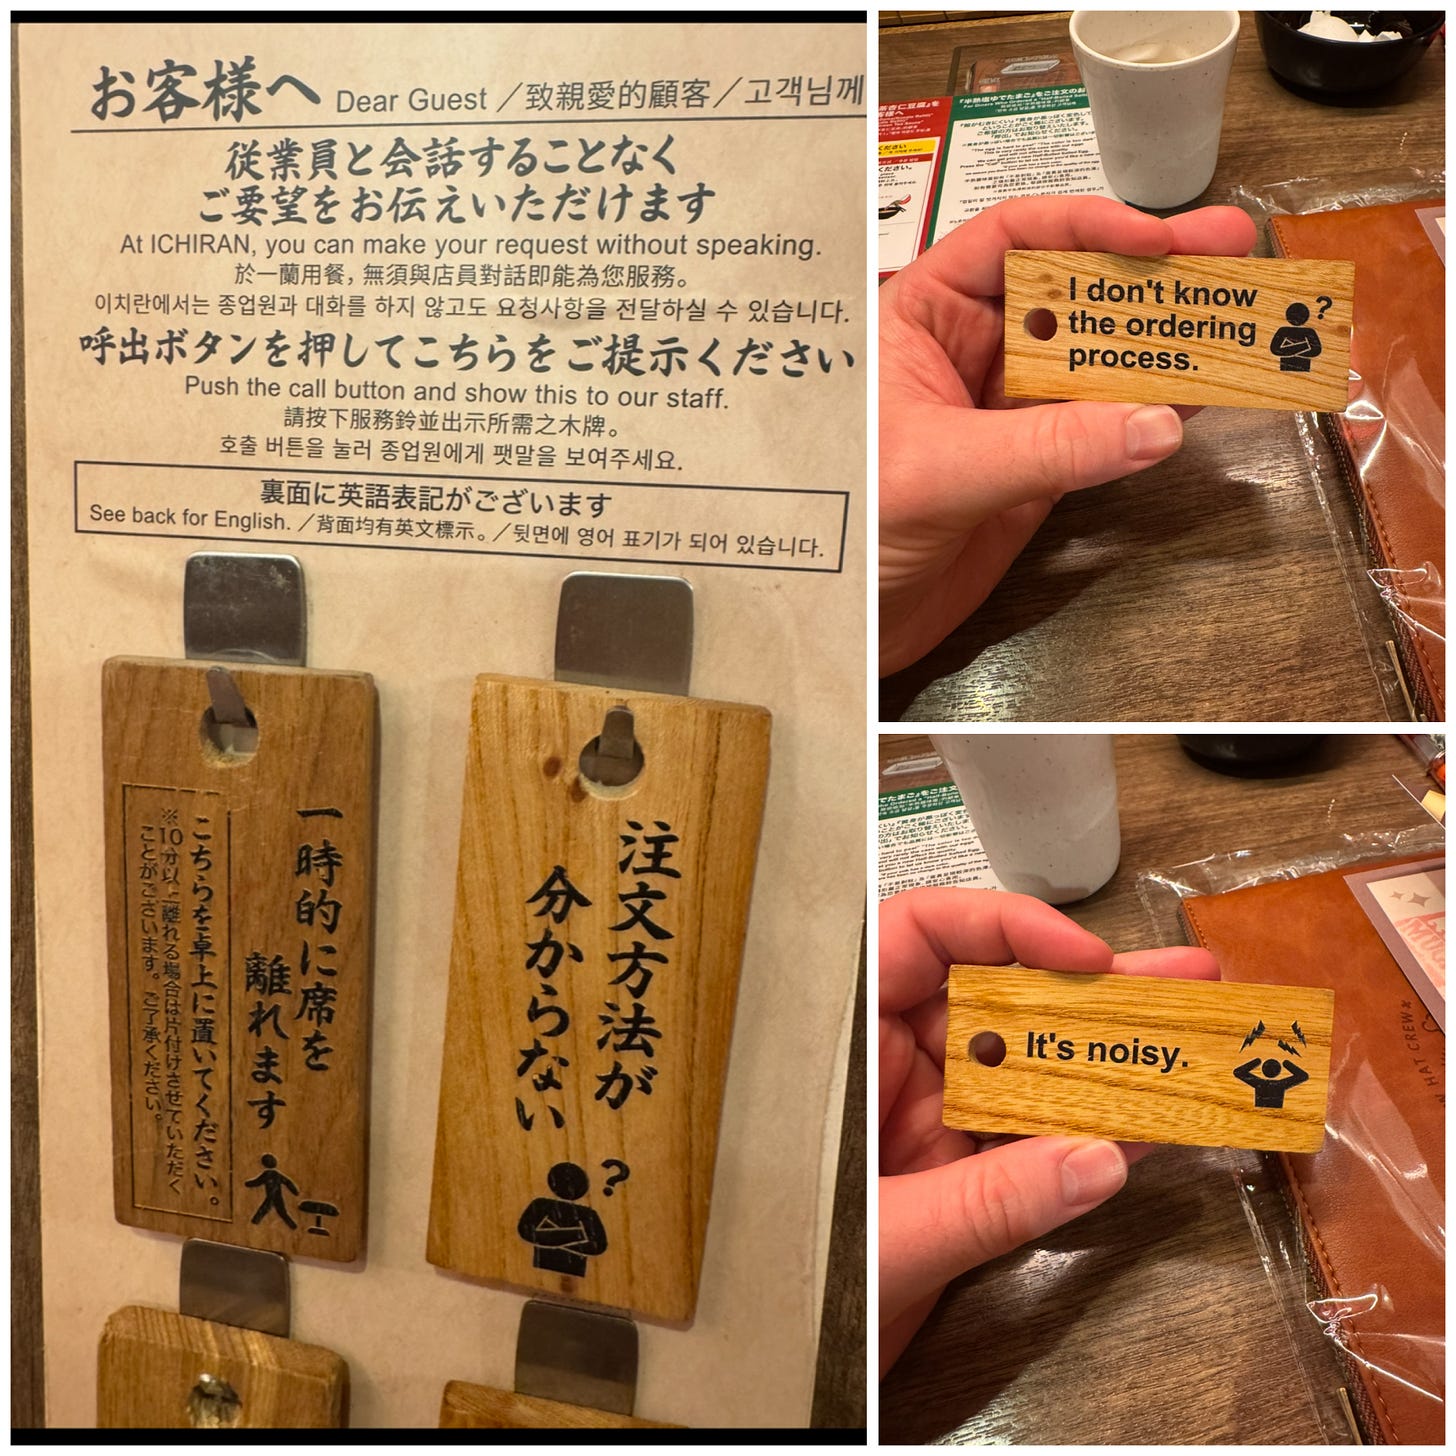 お客様へ Dear Guest ／致親愛的顧客／고객님께
従業員と会話することなく
ご要望をお伝えいただけます
At ICHIRAN, you can make your request without speaking.
於一蘭用餐，無須與店員對話即能為您服務。
이치란에서는 종업원과 대화를 하지 않고도 요청사항을 전달하실 수 있습니다.
呼出ボタンを押してこちらをご提示ください
Push the call button and show this to our staff.
請按下服務鈴並出示所需之木牌。
호출 버튼을 눌러 종업원에게 팻말을 보여주세요.
裏面に英語表記がございます
See back for English. ／背面均有英文標示。／뒷면에 영어 표기가 되어 있습니다.
一時的に席を
離れます
こちらを卓上に置いてください。
※10分以上離れる場合は片付けさせていただく
ことがございます。ご了承ください。
注文方法が
分からない
?
I don't know
the ordering
process.
?
It's noisy.
HAT CREW